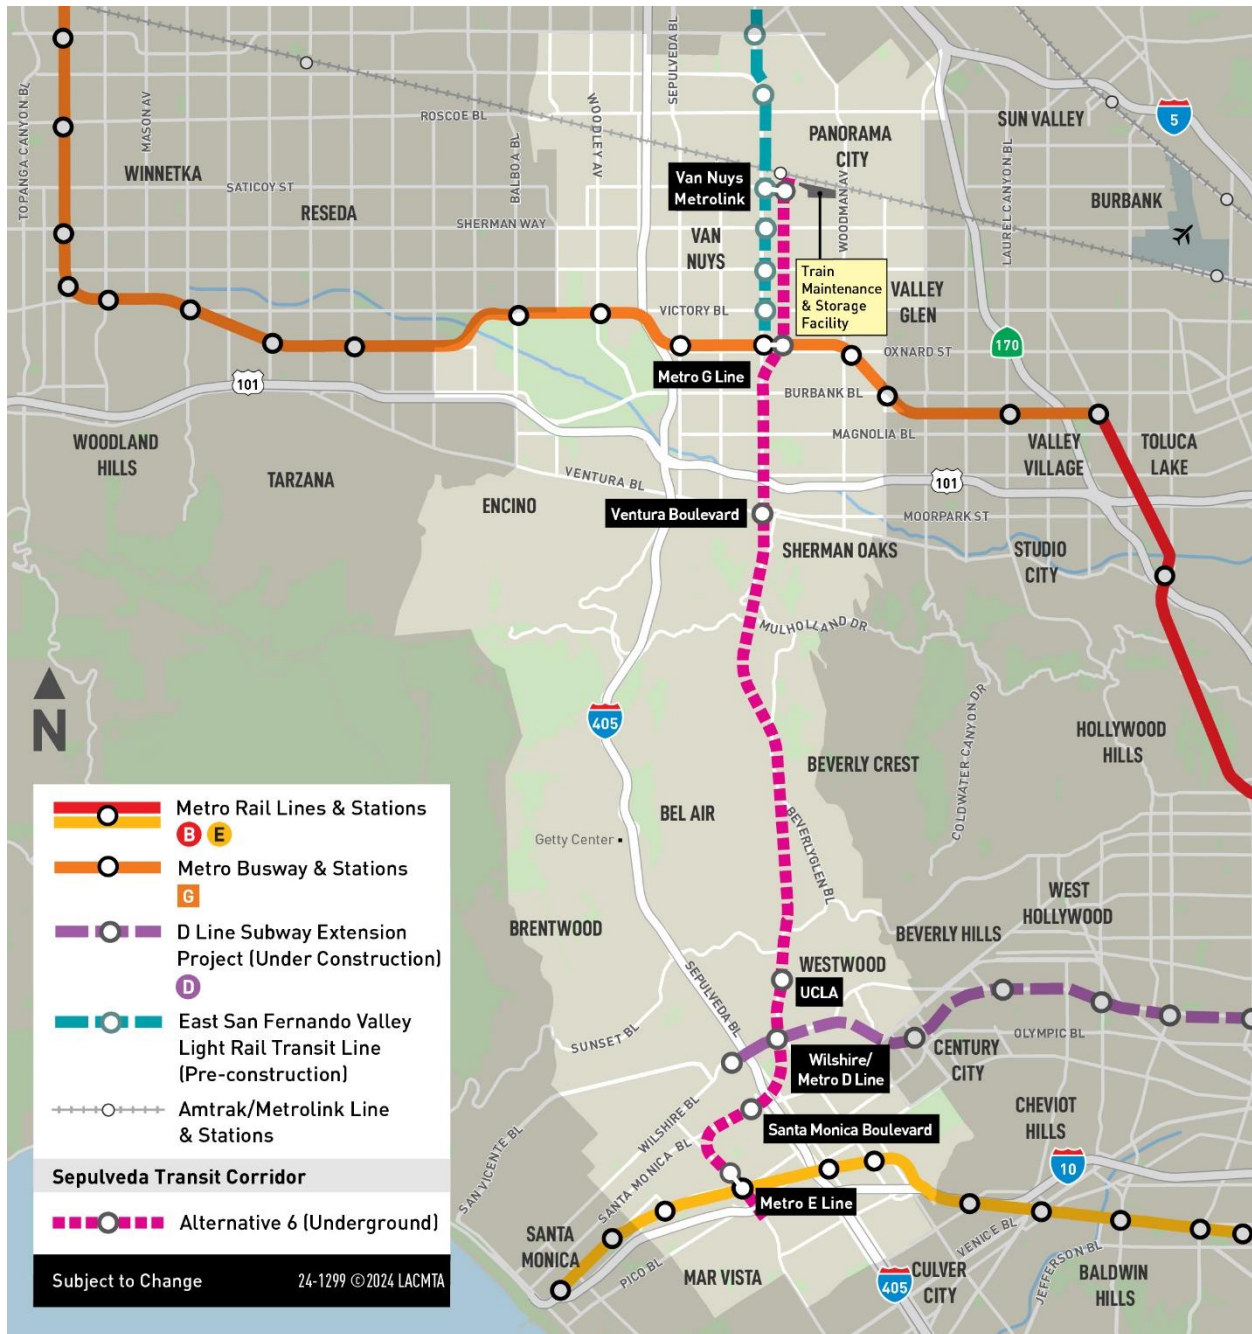 TOPANGA CANYON BL
MASON AV
WINNETKA
SATICOY ST
RESEDA
ROSCOE BL
BALBOA BL
SHERMAN WAY
WOODLEY AV
SEPULVEDA BL
PANORAMA
CITY
WOODMAN AV
SUN VALLEY
5
LAUREL CANYON BL
BURBANK
Van Nuys
Metrolink
VAN
NUYS
Train
Maintenance
& Storage
Facility
VALLEY
GLEN
VICTORY BL
170
OXNARD ST
Metro G Line
BURBANK BL
MAGNOLIA BL
101
WOODLAND
HILLS
TARZANA
VENTURA BL
ENCINO
VALLEY
VILLAGE
TOLUCA
LAKE
101
Ventura Boulevard
MOORPARK ST
SHERMAN OAKS
STUDIO
CITY
MULHOLLAND DR
N
405
COLDWATER CANYON DR
HOLLYWOOD
HILLS
BEVERLY CREST
BEL AIR
BEVERLYGLEN BL
Getty Center
WEST
HOLLYWOOD
BRENTWOOD
BEVERLY HILLS
WESTWOOD
SEPULVEDA BL
UCLA
SUNSET BL
OLYMPIC BL
Wilshire/
Metro D Line
CENTURY
CITY
WILSHIRE BL
SAN VICENTE BL
SANTA MONICA BL
Santa Monica Boulevard
CHEVIOT
HILLS
10
Metro E Line
SANTA
MONICA
PICO BL
MAR VISTA
VENICE BL
JEFFERSON BL
405
CULVER
CITY
BALDWIN
HILLS
Metro Rail Lines & Stations
B E
Metro Busway & Stations
G
D Line Subway Extension
Project (Under Construction)
D
East San Fernando Valley
Light Rail Transit Line
(Pre-construction)
Amtrak/Metrolink Line
& Stations
Sepulveda Transit Corridor
Alternative 6 (Underground)
Subject to Change 24-1299 ©2024 LACMTA